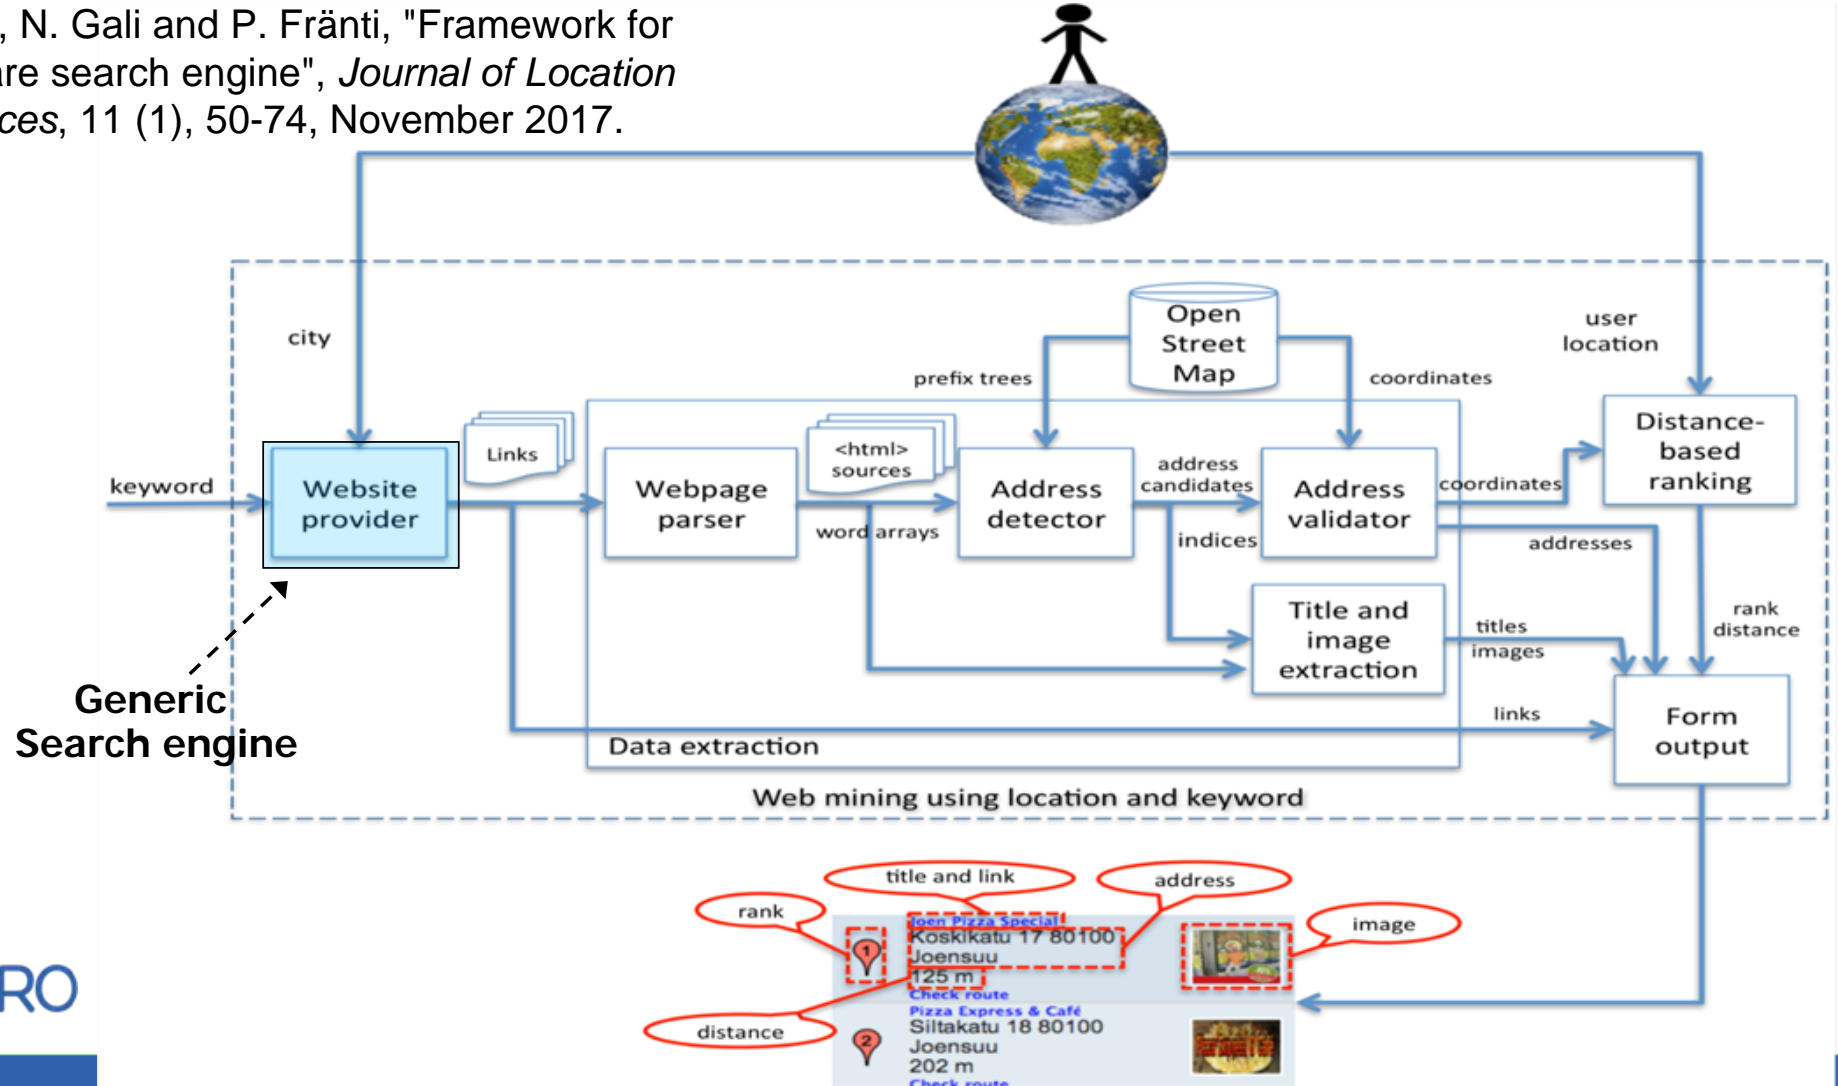 , N. Gali and P. Fränti, "Framework for
are search engine", Journal of Location
ces, 11 (1), 50-74, November 2017.
city
Open
Street
Map
user
location
prefix trees
coordinates
keyword
Website
provider
Links
Webpage
parser
<html>
sources
word arrays
Address
detector
address
candidates
indices
Address
validator
coordinates
addresses
Distance-
based
ranking
Title and
image
extraction
titles
images
rank
distance
Generic
Search engine
links
Form
output
Data extraction
Web mining using location and keyword
title and link
address
rank
image
distance
1
Joen Pizza Special
Koskikatu 17 80100
Joensuu
125 m
Check route
2
Pizza Express & Café
Siltakatu 18 80100
Joensuu
202 m
Check route
RO